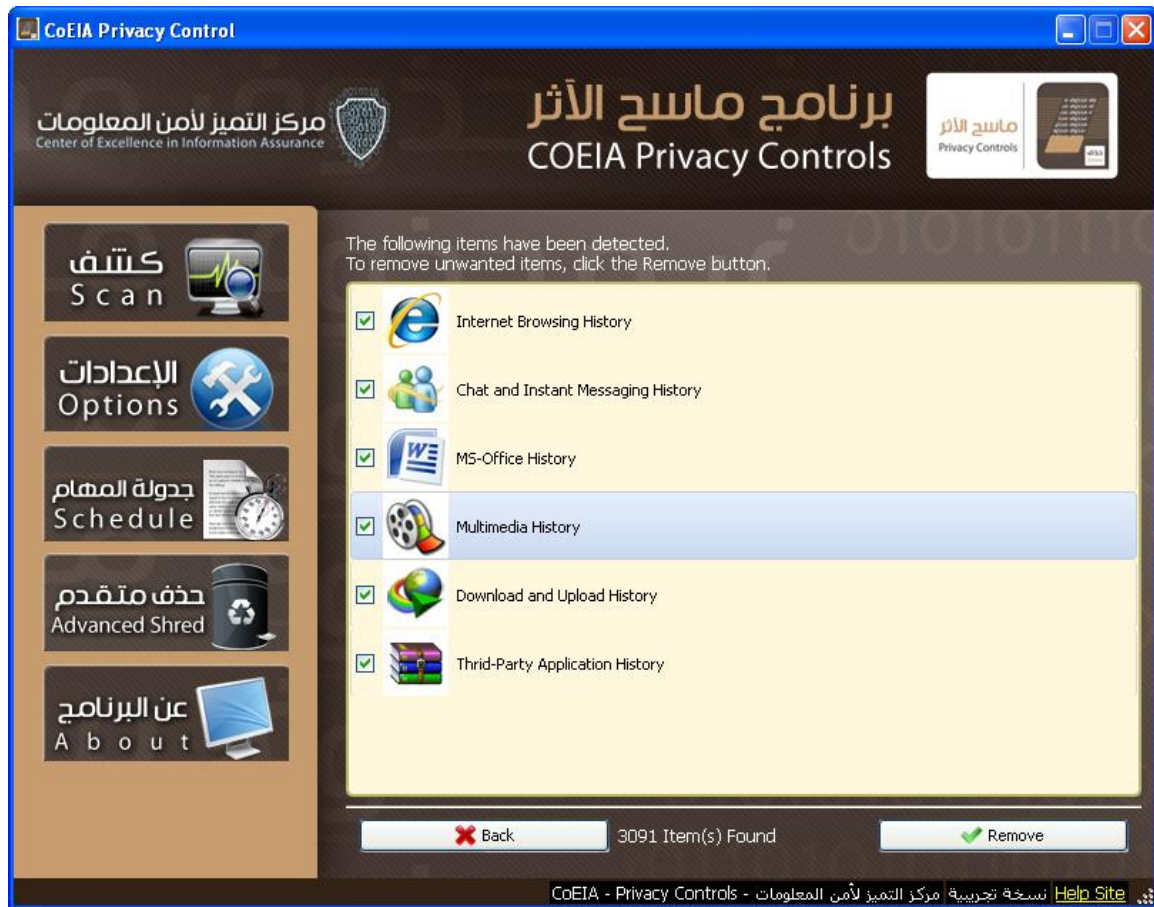 CoEIA Privacy Control
مركز التميز لأمن المعلومات
Center of Excellence in Information Assurance
برنامج ماسح الأثر
COEIA Privacy Controls
ماسح الأثر
Privacy Controls
كشف
Scan
الإعدادات
Options
جدولة المهام
Schedule
حذف متقدم
Advanced Shred
عن البرنامج
About
The following items have been detected.
To remove unwanted items, click the Remove button.
Internet Browsing History
Chat and Instant Messaging History
MS-Office History
Multimedia History
Download and Upload History
Thrid-Party Application History
Back
3091 Item(s) Found
Remove
CoEIA - Privacy Controls - نسخة تجريبية مركز التميز لأمن المعلومات Help Site